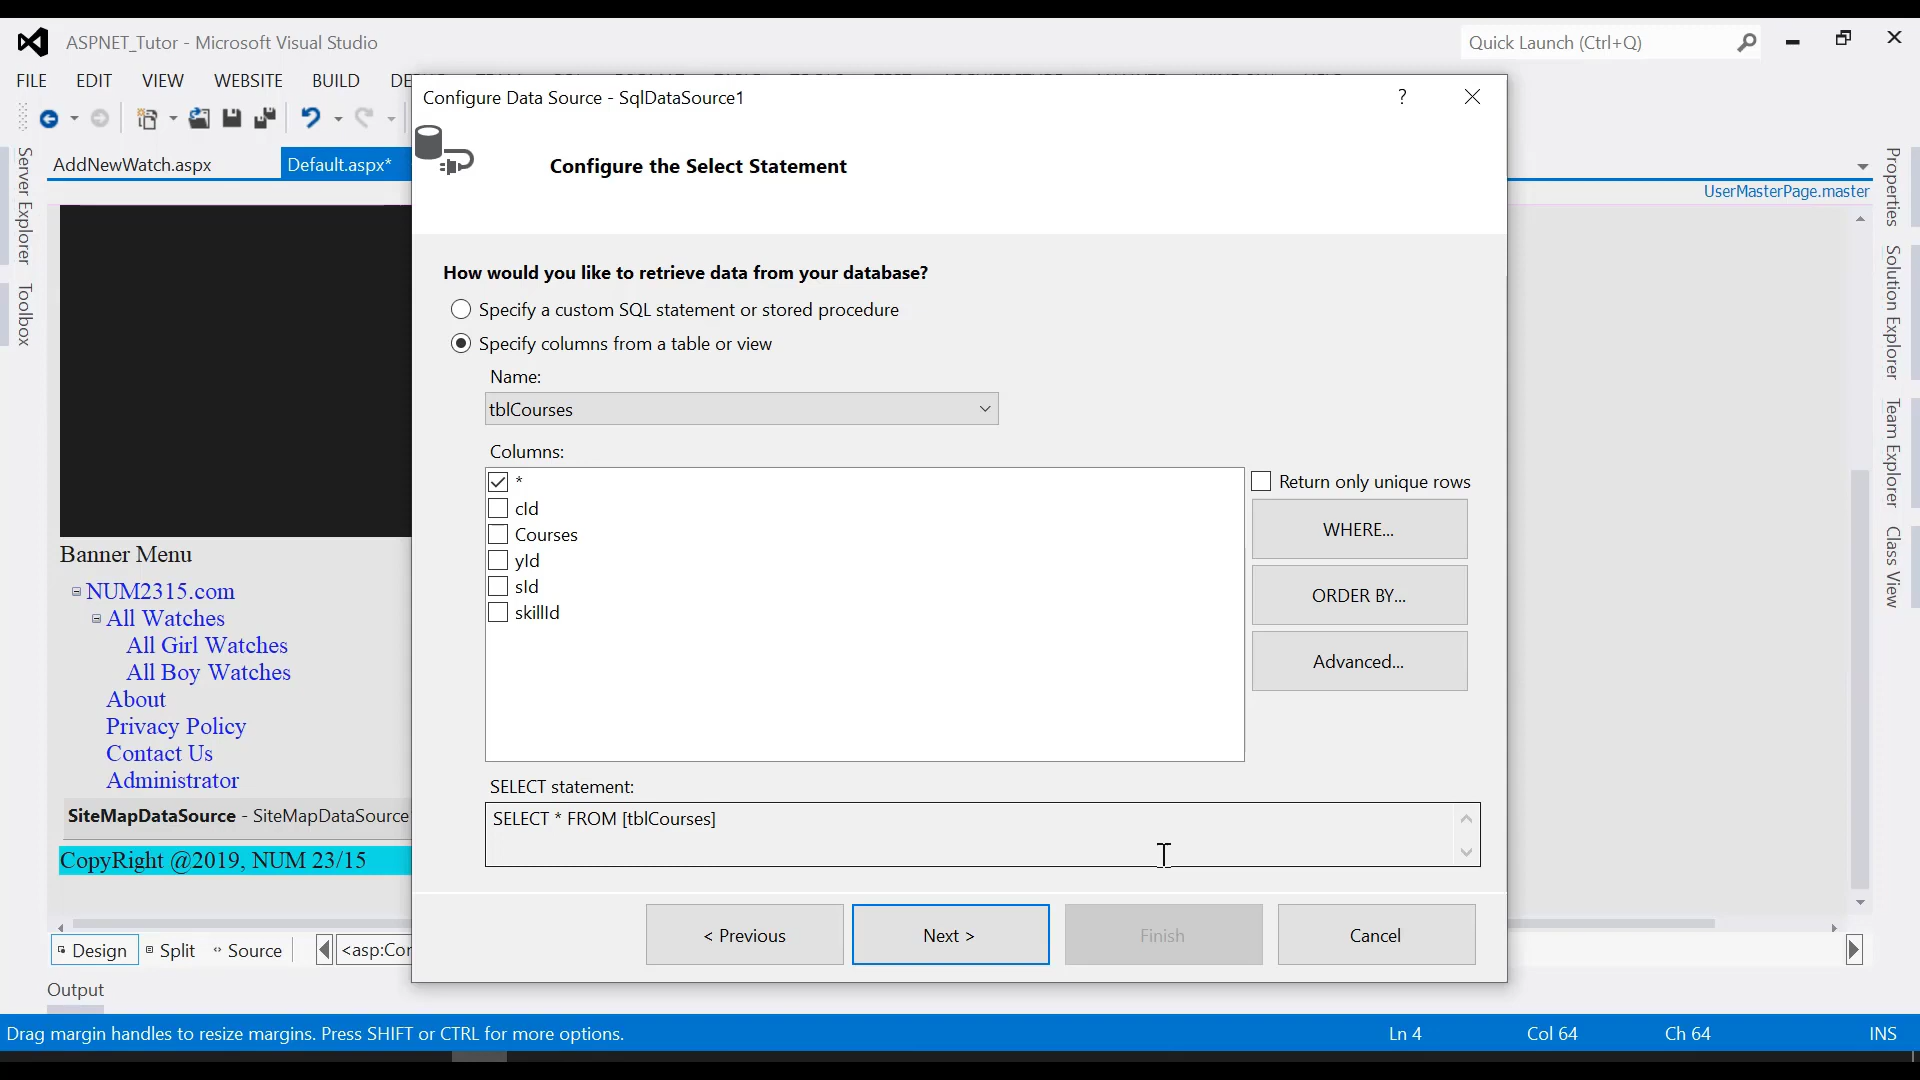 ASPNET_Tutor - Microsoft Visual Studio
Quick Launch (Ctrl+Q)
FILE EDIT VIEW WEBSITE BUILD
Configure Data Source - SqlDataSource1
?
AddNewWatch.aspx
Default.aspx*
Configure the Select Statement
UserMasterPage.master
Server Explorer
Toolbox
Properties
Solution Explorer
Team Explorer
Class View
How would you like to retrieve data from your database?
Specify a custom SQL statement or stored procedure
Specify columns from a table or view
Name:
tblCourses
Columns:
*
cId
Courses
yId
sId
skillId
Return only unique rows
WHERE...
ORDER BY...
Advanced...
SELECT statement:
SELECT * FROM [tblCourses]
< Previous
Next >
Finish
Cancel
Banner Menu
NUM2315.com
All Watches
All Girl Watches
All Boy Watches
About
Privacy Policy
Contact Us
Administrator
SiteMapDataSource - SiteMapDataSource
CopyRight @2019, NUM 23/15
Design Split Source
<asp:Cor
Output
Drag margin handles to resize margins. Press SHIFT or CTRL for more options.
Ln 4 Col 64 Ch 64 INS